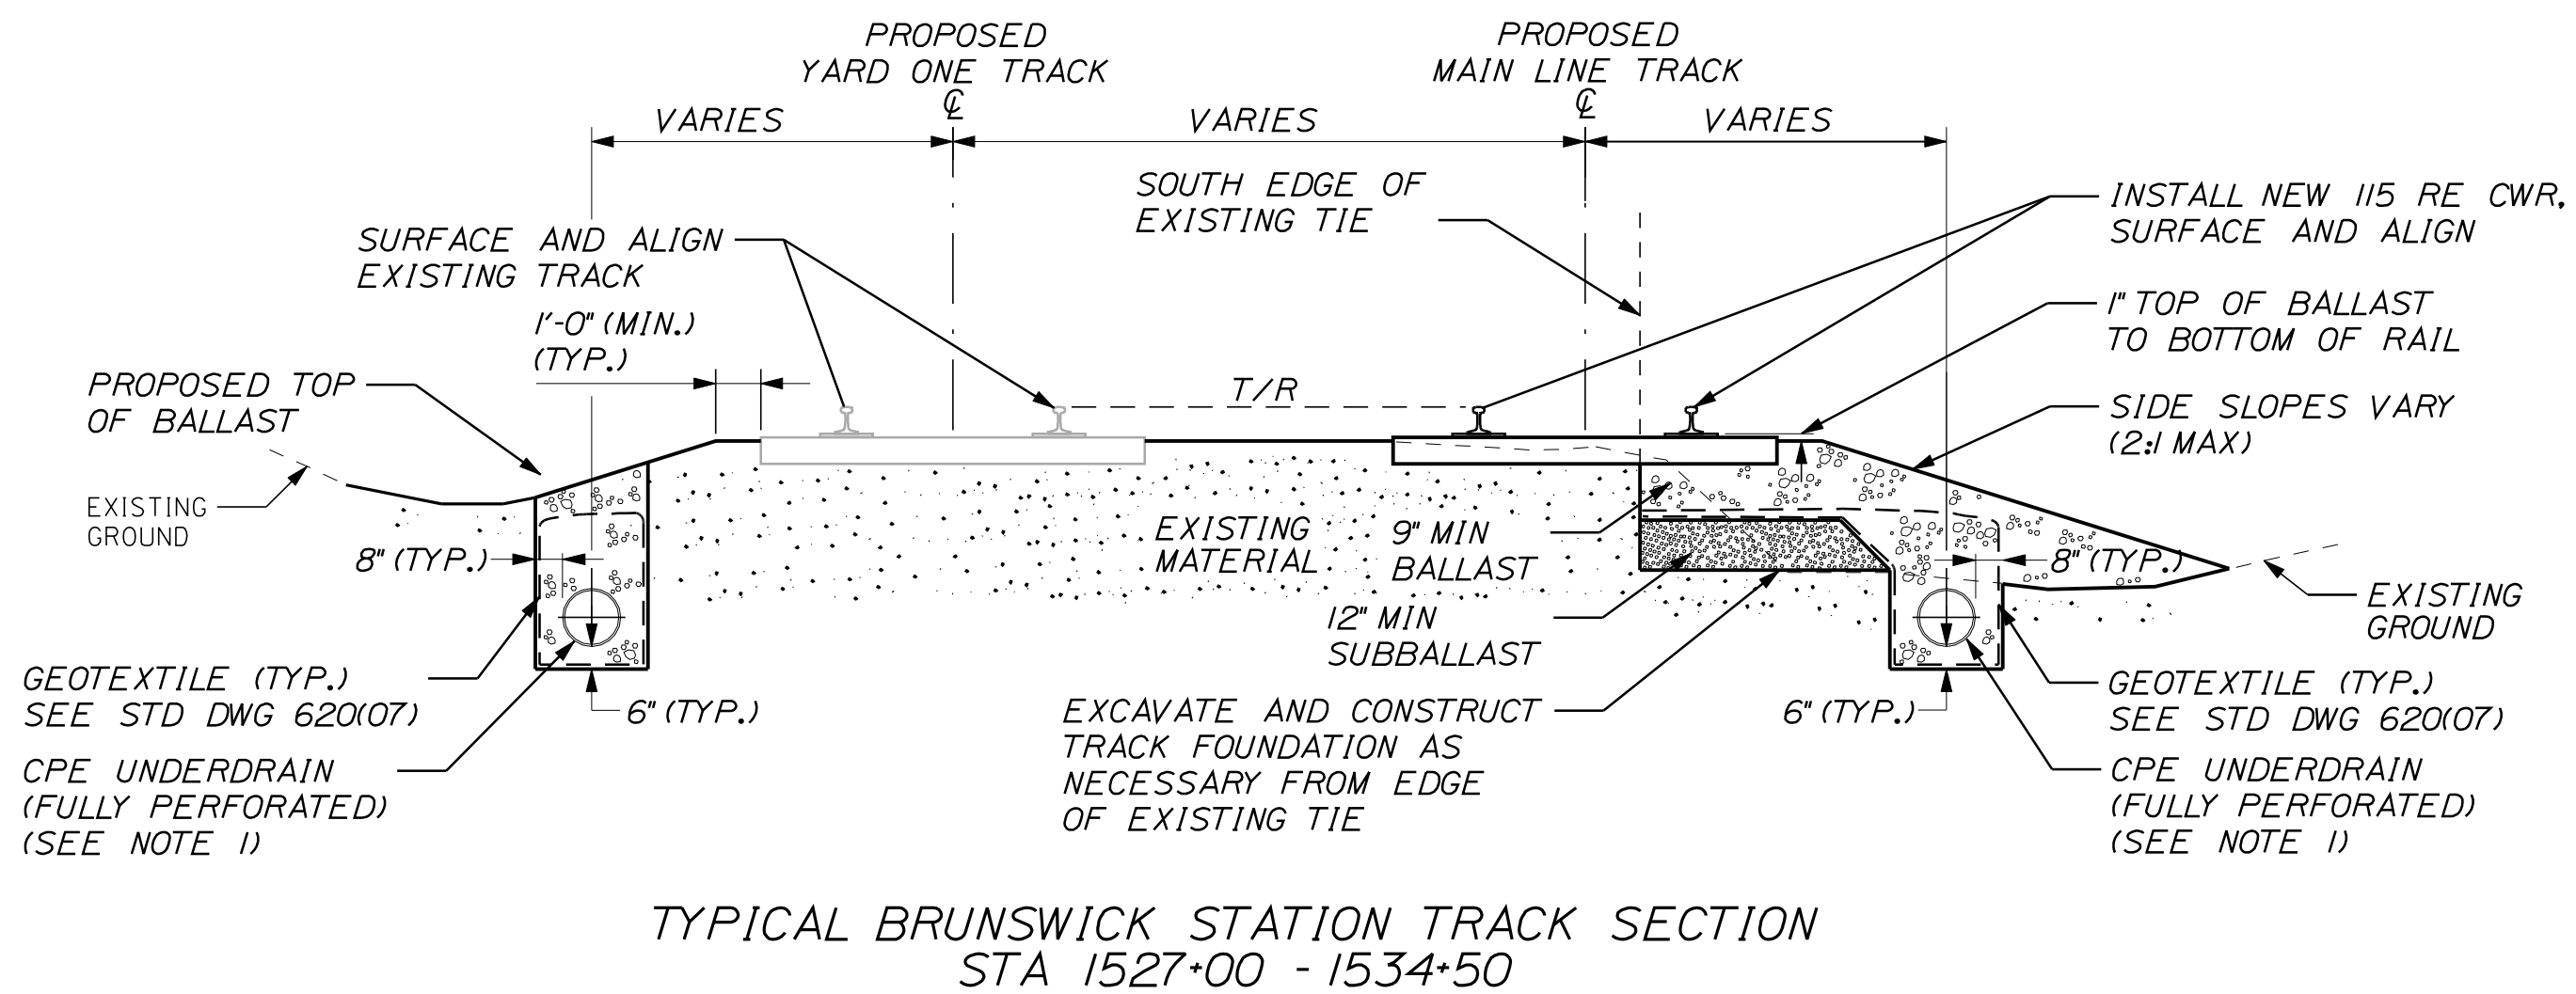 PROPOSED
YARD ONE TRACK
℄
PROPOSED
MAIN LINE TRACK
℄
VARIES
VARIES
VARIES
SOUTH EDGE OF
EXISTING TIE
INSTALL NEW 115 RE CWR,
SURFACE AND ALIGN
SURFACE AND ALIGN
EXISTING TRACK
1'-0" (MIN.)
(TYP.)
1" TOP OF BALLAST
TO BOTTOM OF RAIL
PROPOSED TOP
OF BALLAST
T/R
SIDE SLOPES VARY
(2:1 MAX)
EXISTING
GROUND
EXISTING
MATERIAL
9" MIN
BALLAST
8" (TYP.)
8" (TYP.)
EXISTING
GROUND
12" MIN
SUBBALLAST
GEOTEXTILE (TYP.)
SEE STD DWG 620(07)
6" (TYP.)
EXCAVATE AND CONSTRUCT
TRACK FOUNDATION AS
NECESSARY FROM EDGE
OF EXISTING TIE
6" (TYP.)
GEOTEXTILE (TYP.)
SEE STD DWG 620(07)
CPE UNDERDRAIN
(FULLY PERFORATED)
(SEE NOTE 1)
CPE UNDERDRAIN
(FULLY PERFORATED)
(SEE NOTE 1)
TYPICAL BRUNSWICK STATION TRACK SECTION
STA 1527+00 - 1534+50